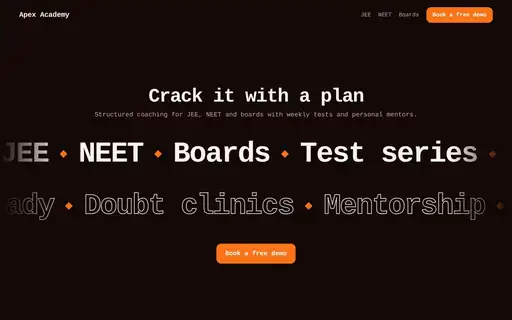 Apex Academy
JEE NEET Boards Book a free demo
Crack it with a plan
Structured coaching for JEE, NEET and boards with weekly tests and personal mentors.
JEE ◆ NEET ◆ Boards ◆ Test series ◆
ady ◆ Doubt clinics ◆ Mentorship ◆
Book a free demo